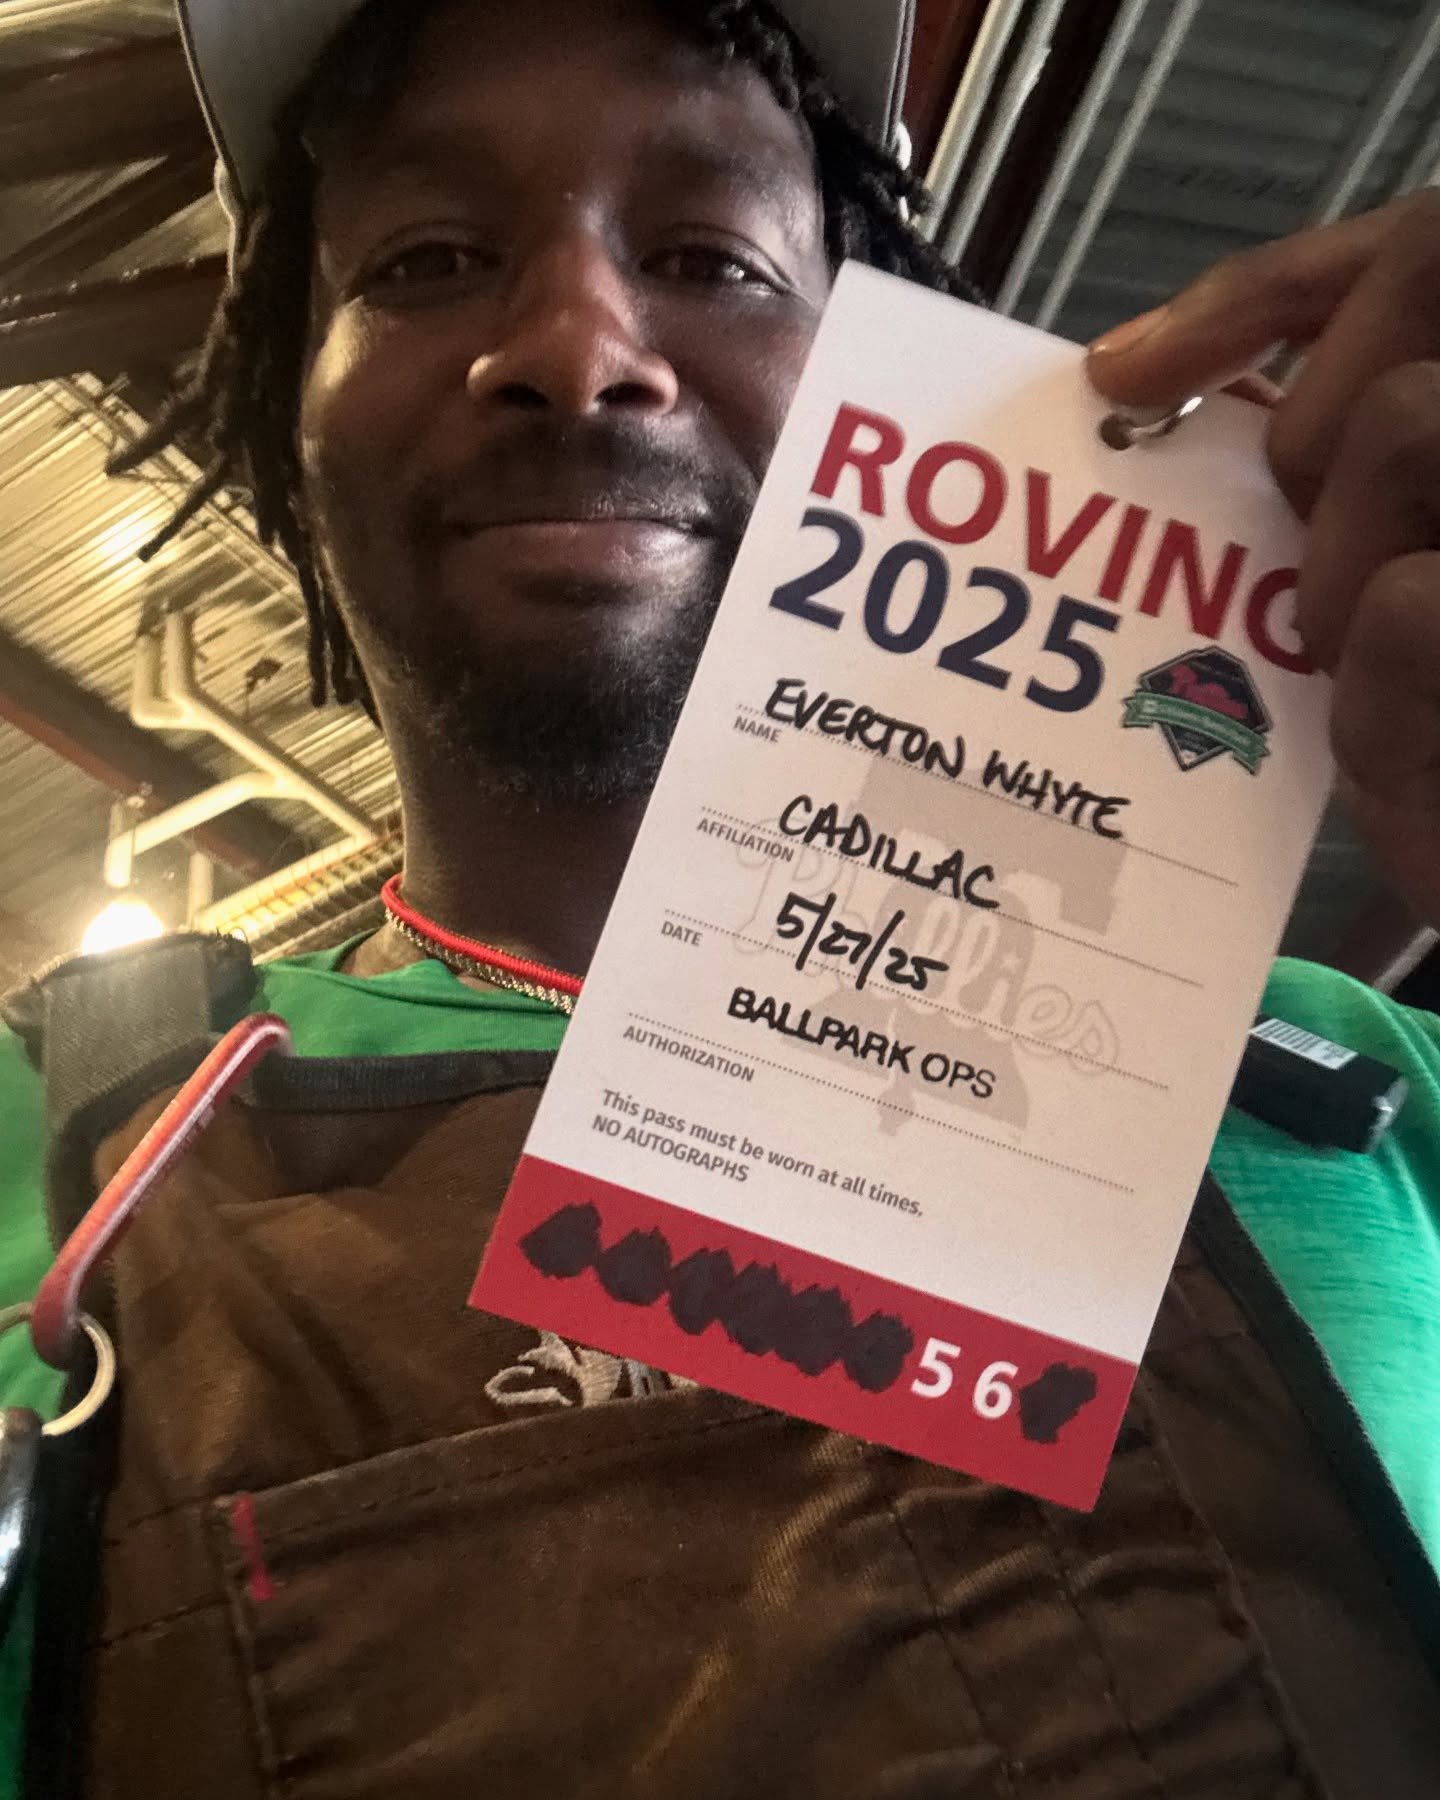 ROVING
2025
EVERTON WHYTE
NAME
CADILLAC
AFFILIATION
5/27/25
DATE
Phillies
BALLPARK OPS
AUTHORIZATION
This pass must be worn at all times.
NO AUTOGRAPHS
56